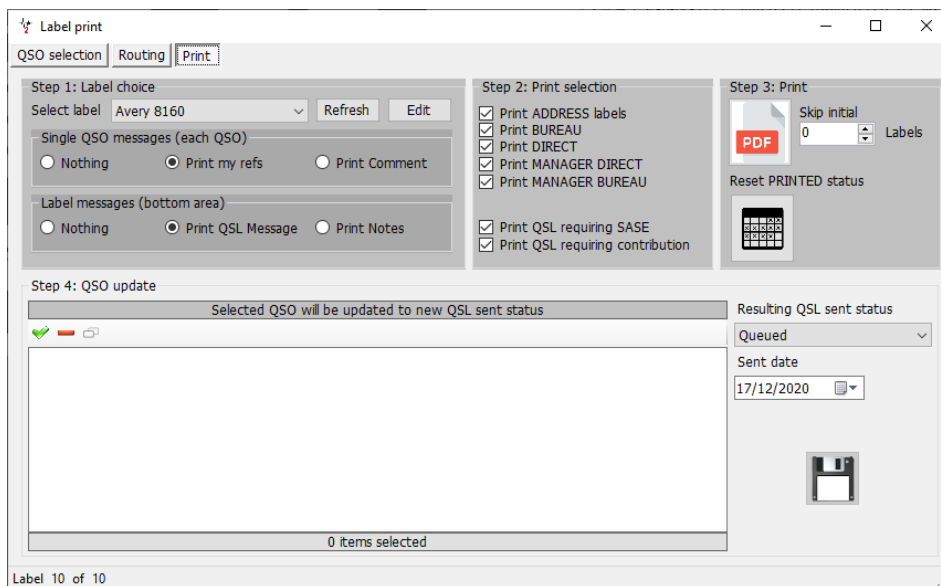 Label print
QSO selection Routing Print
Step 1: Label choice
Select label Avery 8160 Refresh Edit
Single QSO messages (each QSO)
Nothing Print my refs Print Comment
Label messages (bottom area)
Nothing Print QSL Message Print Notes
Step 2: Print selection
Print ADDRESS labels
Print BUREAU
Print DIRECT
Print MANAGER DIRECT
Print MANAGER BUREAU
Print QSL requiring SASE
Print QSL requiring contribution
Step 3: Print
PDF
Skip initial
0 Labels
Reset PRINTED status
Step 4: QSO update
Selected QSO will be updated to new QSL sent status
0 items selected
Resulting QSL sent status
Queued
Sent date
17/12/2020
Label 10 of 10